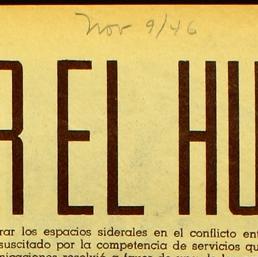 Nov 9/46
R EL HU
rar los espacios siderales en el conflicto ent
suscitado por la competencia de servicios qu